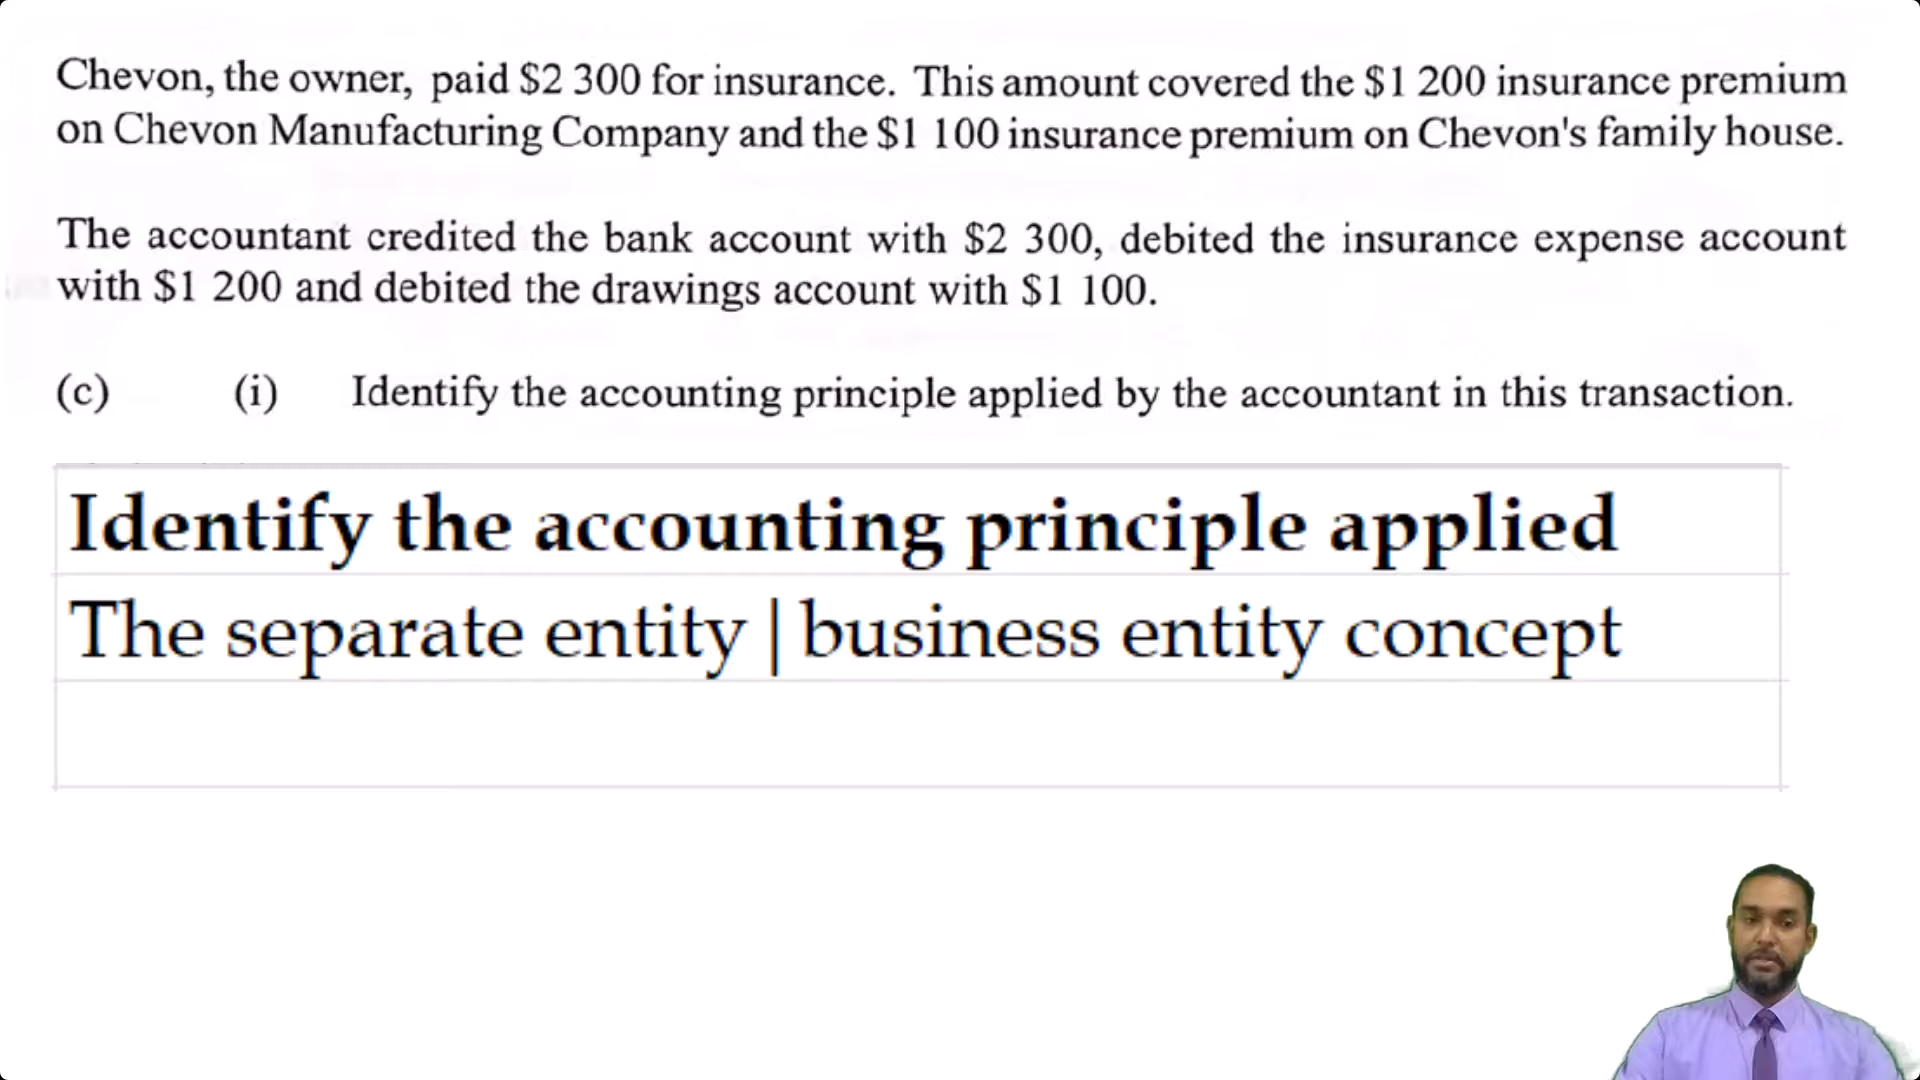 Chevon, the owner, paid $2 300 for insurance. This amount covered the $1 200 insurance premium
on Chevon Manufacturing Company and the $1 100 insurance premium on Chevon's family house.
The accountant credited the bank account with $2 300, debited the insurance expense account
with $1 200 and debited the drawings account with $1 100.
(c) (i) Identify the accounting principle applied by the accountant in this transaction.
Identify the accounting principle applied
The separate entity | business entity concept